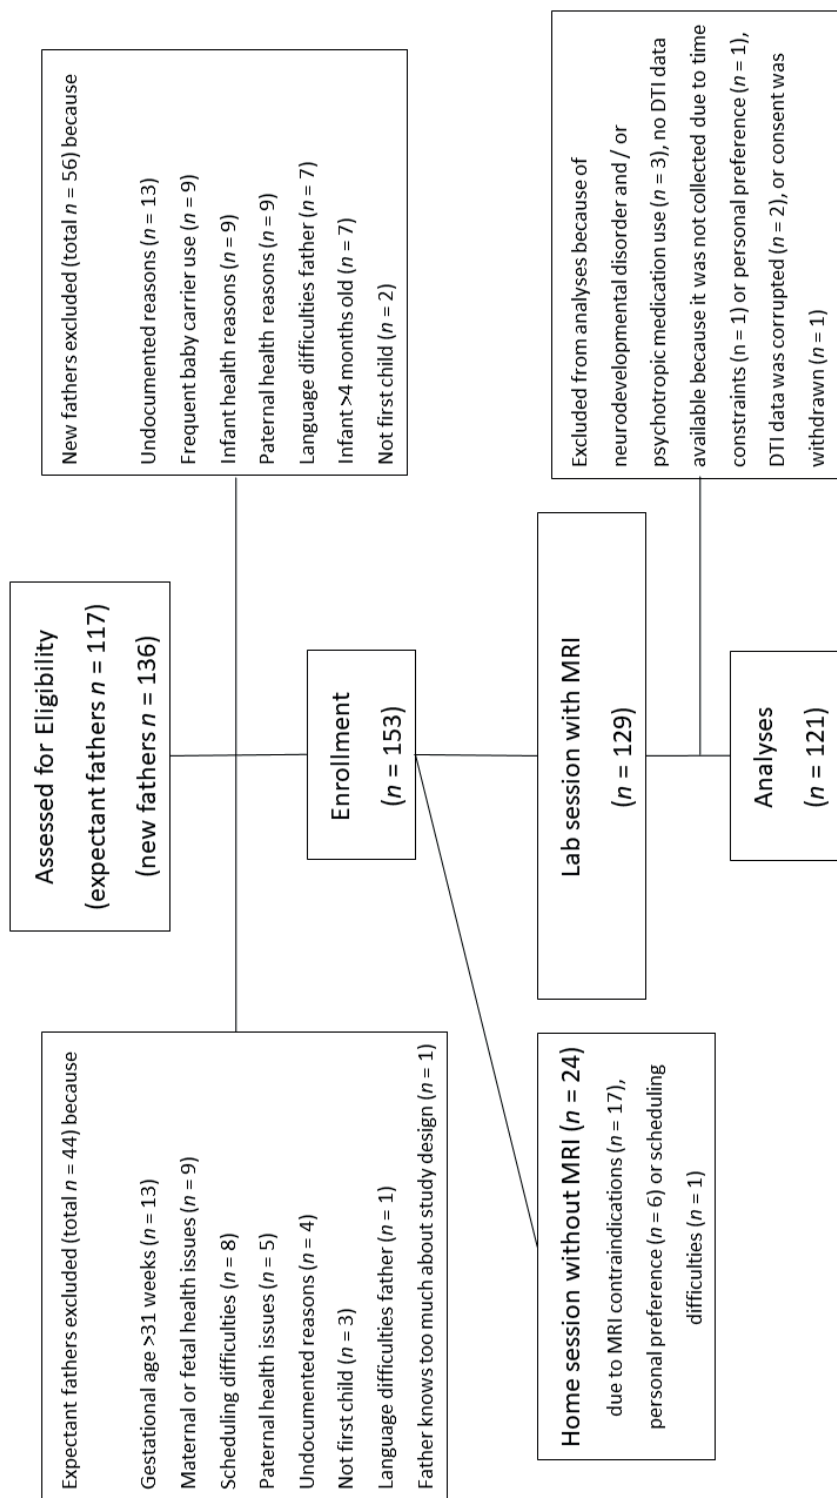 Assessed for Eligibility
(expectant fathers n = 117)
(new fathers n = 136)
Expectant fathers excluded (total n = 44) because
Gestational age >31 weeks (n = 13)
Maternal or fetal health issues (n = 9)
Scheduling difficulties (n = 8)
Paternal health issues (n = 5)
Undocumented reasons (n = 4)
Not first child (n = 3)
Language difficulties father (n = 1)
Father knows too much about study design (n = 1)
New fathers excluded (total n = 56) because
Undocumented reasons (n = 13)
Frequent baby carrier use (n = 9)
Infant health reasons (n = 9)
Paternal health reasons (n = 9)
Language difficulties father (n = 7)
Infant >4 months old (n = 7)
Not first child (n = 2)
Enrollment
(n = 153)
Home session without MRI (n = 24)
due to MRI contraindications (n = 17),
personal preference (n = 6) or scheduling
difficulties (n = 1)
Lab session with MRI
(n = 129)
Excluded from analyses because of
neurodevelopmental disorder and / or
psychotropic medication use (n = 3), no DTI data
available because it was not collected due to time
constraints (n = 1) or personal preference (n = 1),
DTI data was corrupted (n = 2), or consent was
withdrawn (n = 1)
Analyses
(n = 121)